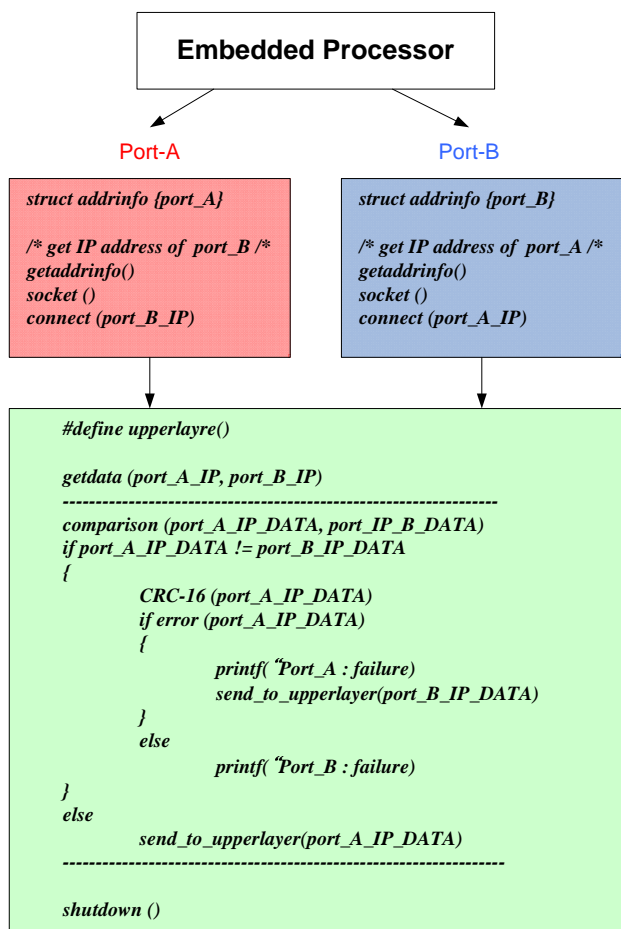 Embedded Processor
Port-A
Port-B
struct addrinfo {port_A}
/* get IP address of port_B /*
getaddrinfo()
socket ()
connect (port_B_IP)
struct addrinfo {port_B}
/* get IP address of port_A /*
getaddrinfo()
socket ()
connect (port_A_IP)
#define upperlayre()
getdata (port_A_IP, port_B_IP)
------------------------------------------------------------------
comparison (port_A_IP_DATA, port_IP_B_DATA)
if port_A_IP_DATA != port_B_IP_DATA
{
CRC-16 (port_A_IP_DATA)
if error (port_A_IP_DATA)
{
printf( “Port_A : failure)
send_to_upperlayer(port_B_IP_DATA)
}
else
printf( “Port_B : failure)
}
else
send_to_upperlayer(port_A_IP_DATA)
-------------------------------------------------------------------
shutdown ()